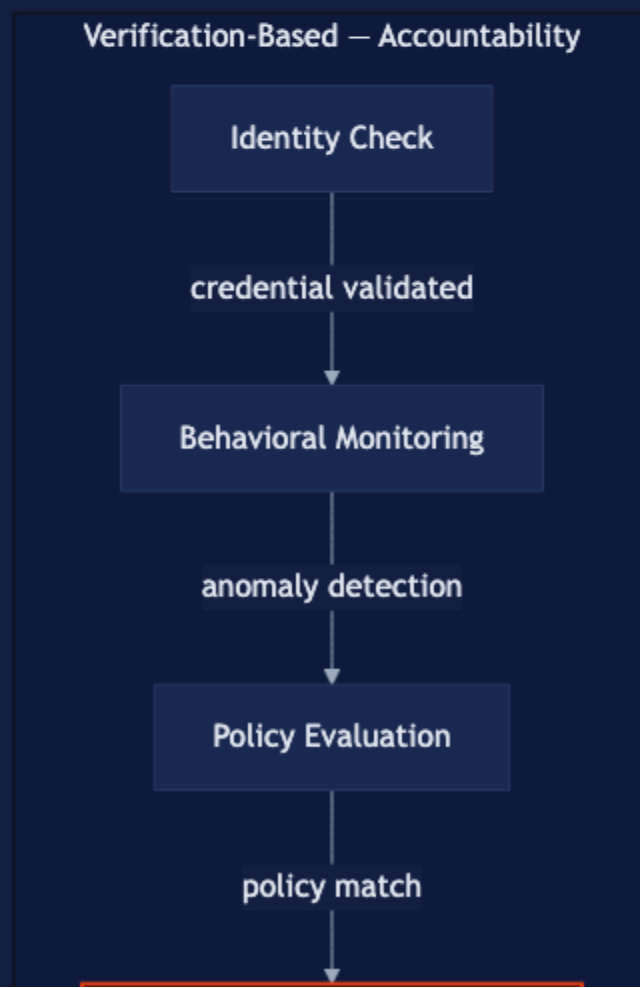 Verification-Based — Accountability
Identity Check
credential validated
Behavioral Monitoring
anomaly detection
Policy Evaluation
policy match